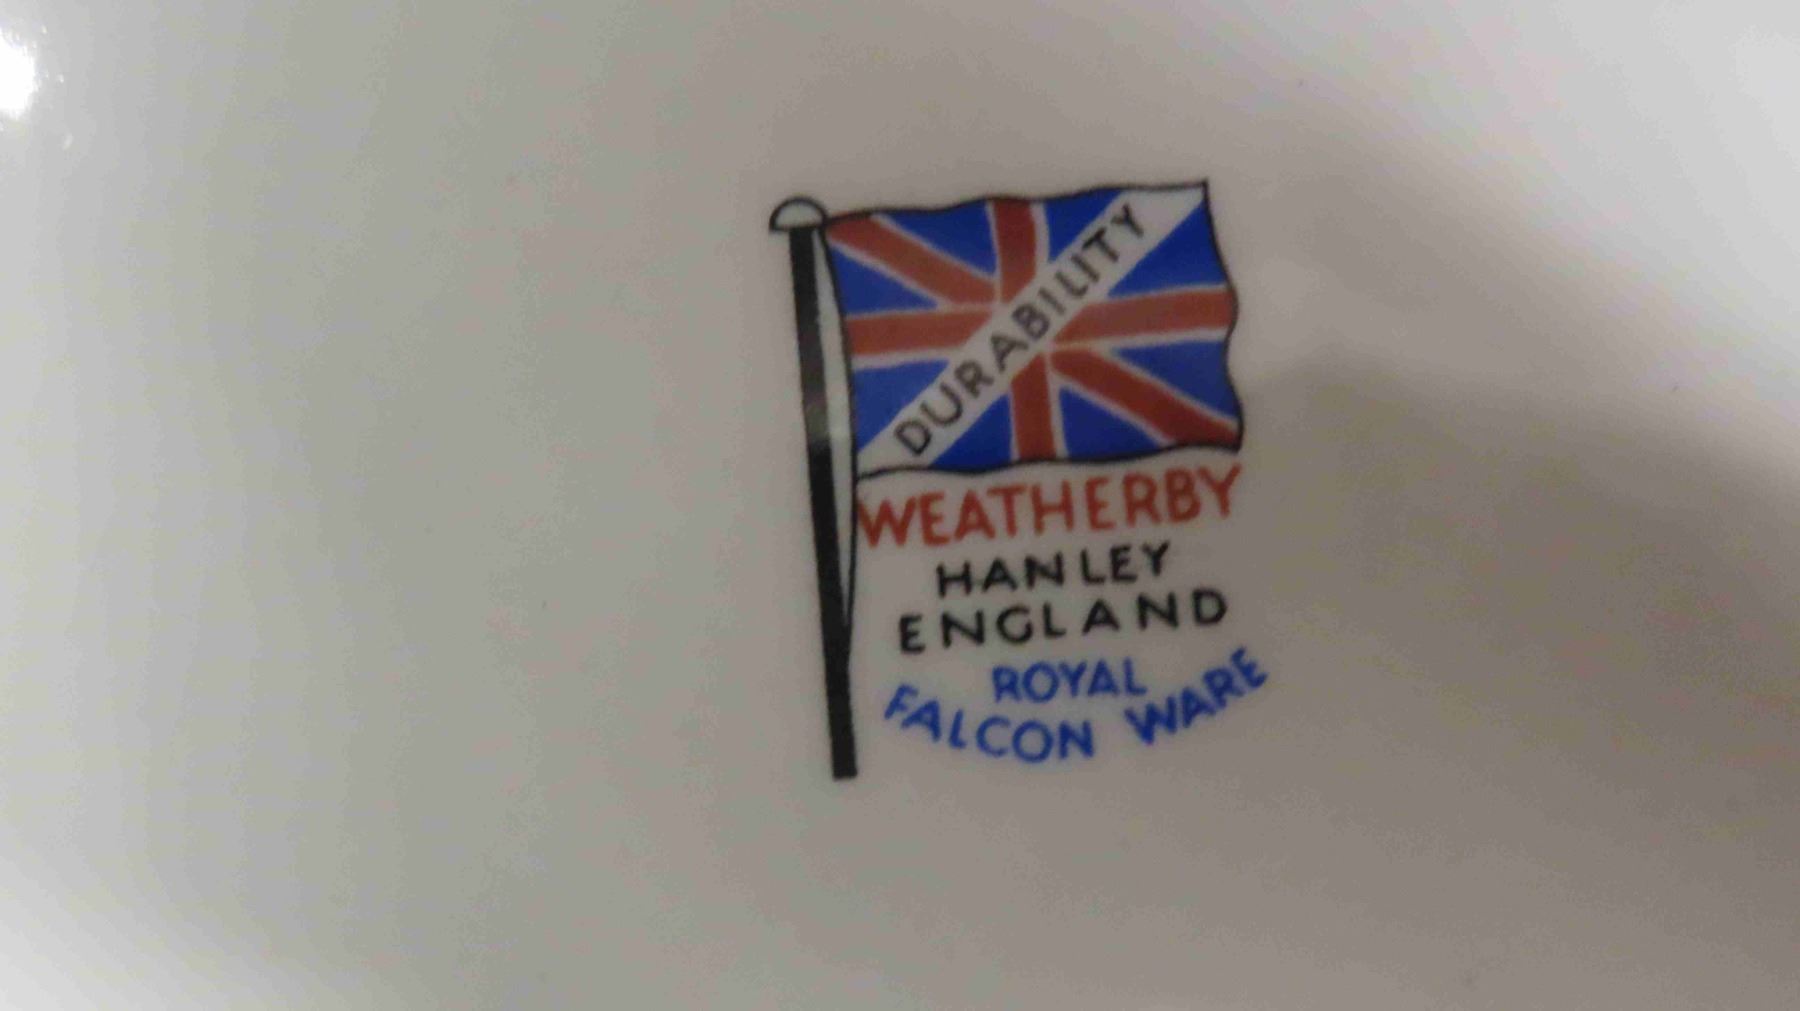 DURABILITY
WEATHERBY
HANLEY
ENGLAND
ROYAL
FALCON WARE